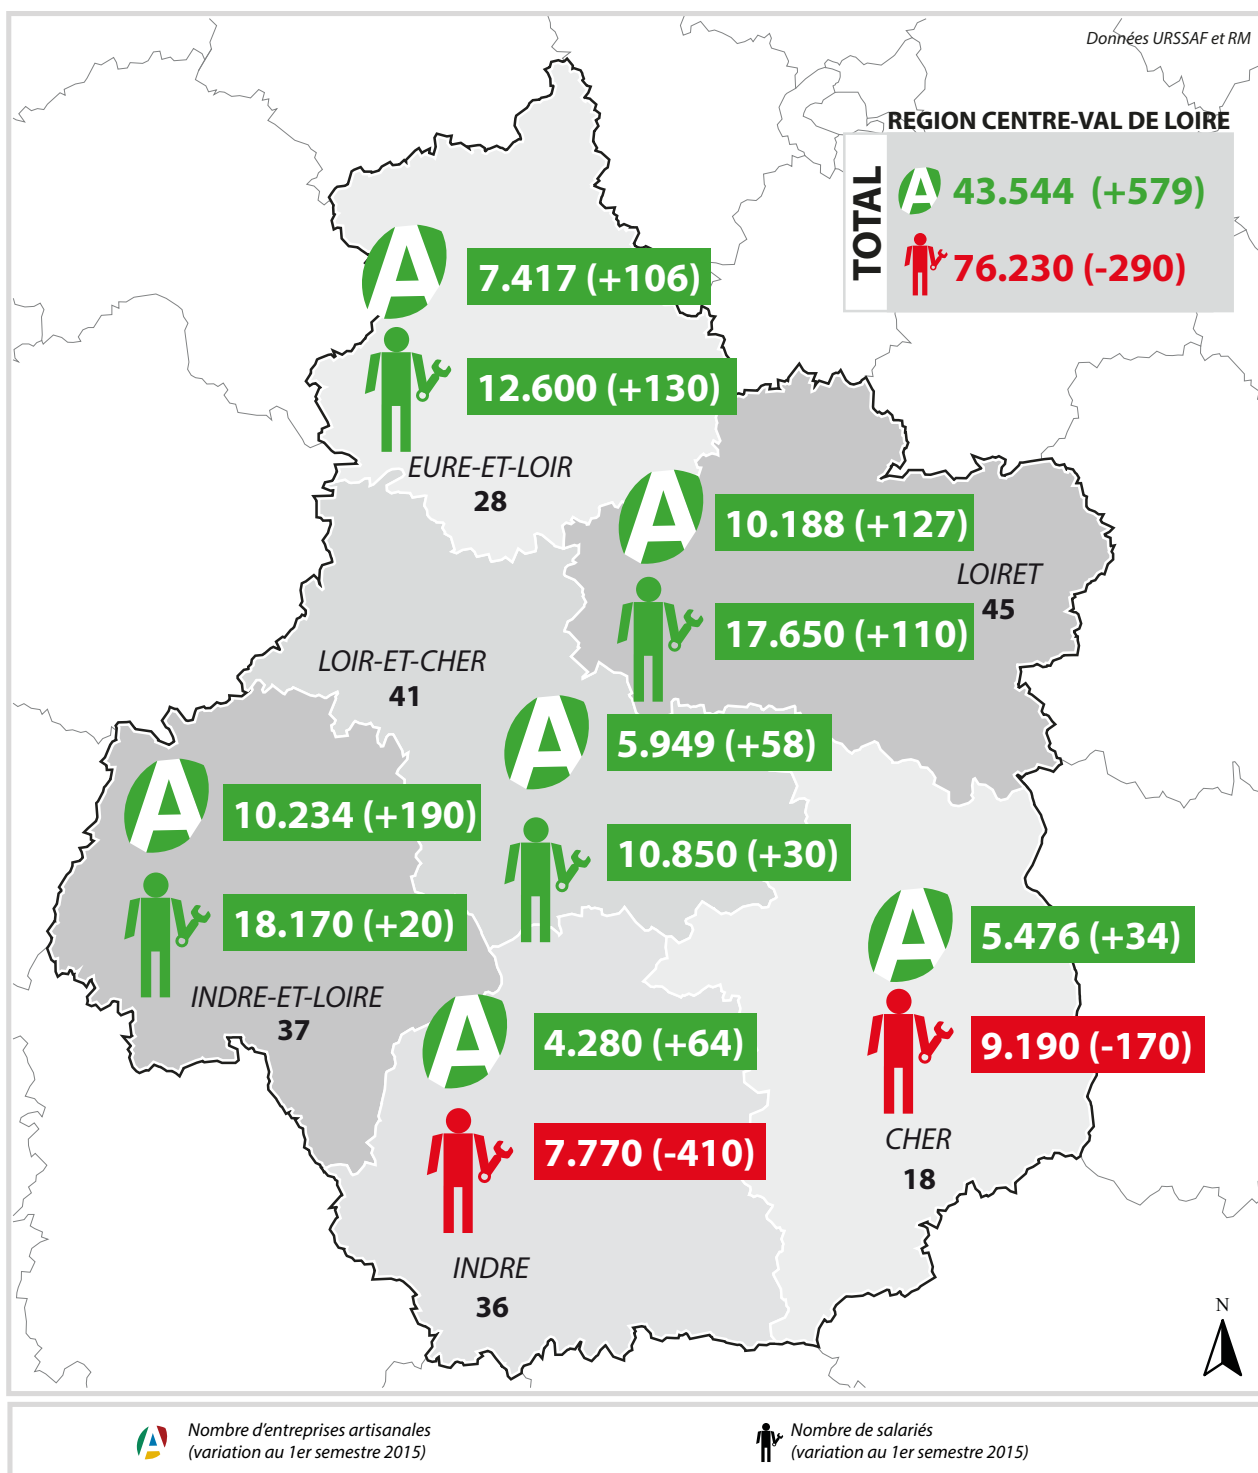 Données URSSAF et RM
REGION CENTRE-VAL DE LOIRE
TOTAL
A 43.544 (+579)
76.230 (-290)
A 7.417 (+106)
12.600 (+130)
EURE-ET-LOIR
28
A 10.188 (+127)
LOIRET
45
17.650 (+110)
LOIR-ET-CHER
41
A 5.949 (+58)
10.850 (+30)
A 10.234 (+190)
18.170 (+20)
INDRE-ET-LOIRE
37
A 5.476 (+34)
9.190 (-170)
CHER
18
A 4.280 (+64)
7.770 (-410)
INDRE
36
N
A Nombre d'entreprises artisanales
(variation au 1er semestre 2015)
Nombre de salariés
(variation au 1er semestre 2015)